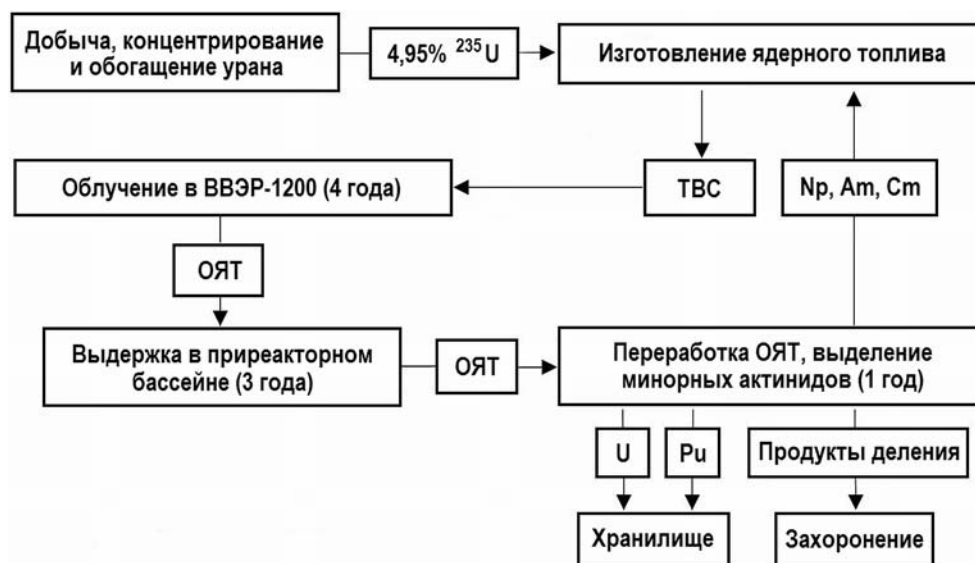 Добыча, концентрирование
и обогащение урана
4,95% ²³⁵U
Изготовление ядерного топлива
Облучение в ВВЭР-1200 (4 года)
ТВС
Np, Am, Cm
ОЯТ
Выдержка в приреакторном
бассейне (3 года)
ОЯТ
Переработка ОЯТ, выделение
минорных актинидов (1 год)
U
Pu
Продукты деления
Хранилище
Захоронение